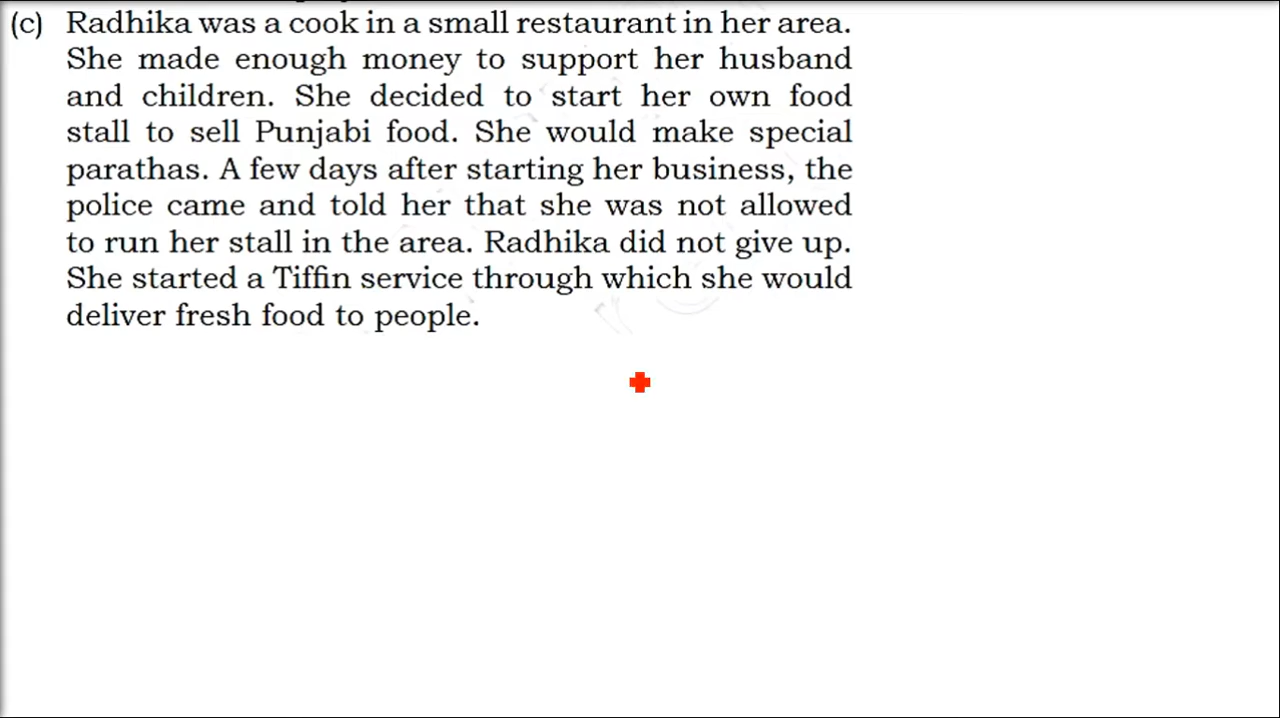 (c) Radhika was a cook in a small restaurant in her area.
She made enough money to support her husband
and children. She decided to start her own food
stall to sell Punjabi food. She would make special
parathas. A few days after starting her business, the
police came and told her that she was not allowed
to run her stall in the area. Radhika did not give up.
She started a Tiffin service through which she would
deliver fresh food to people.